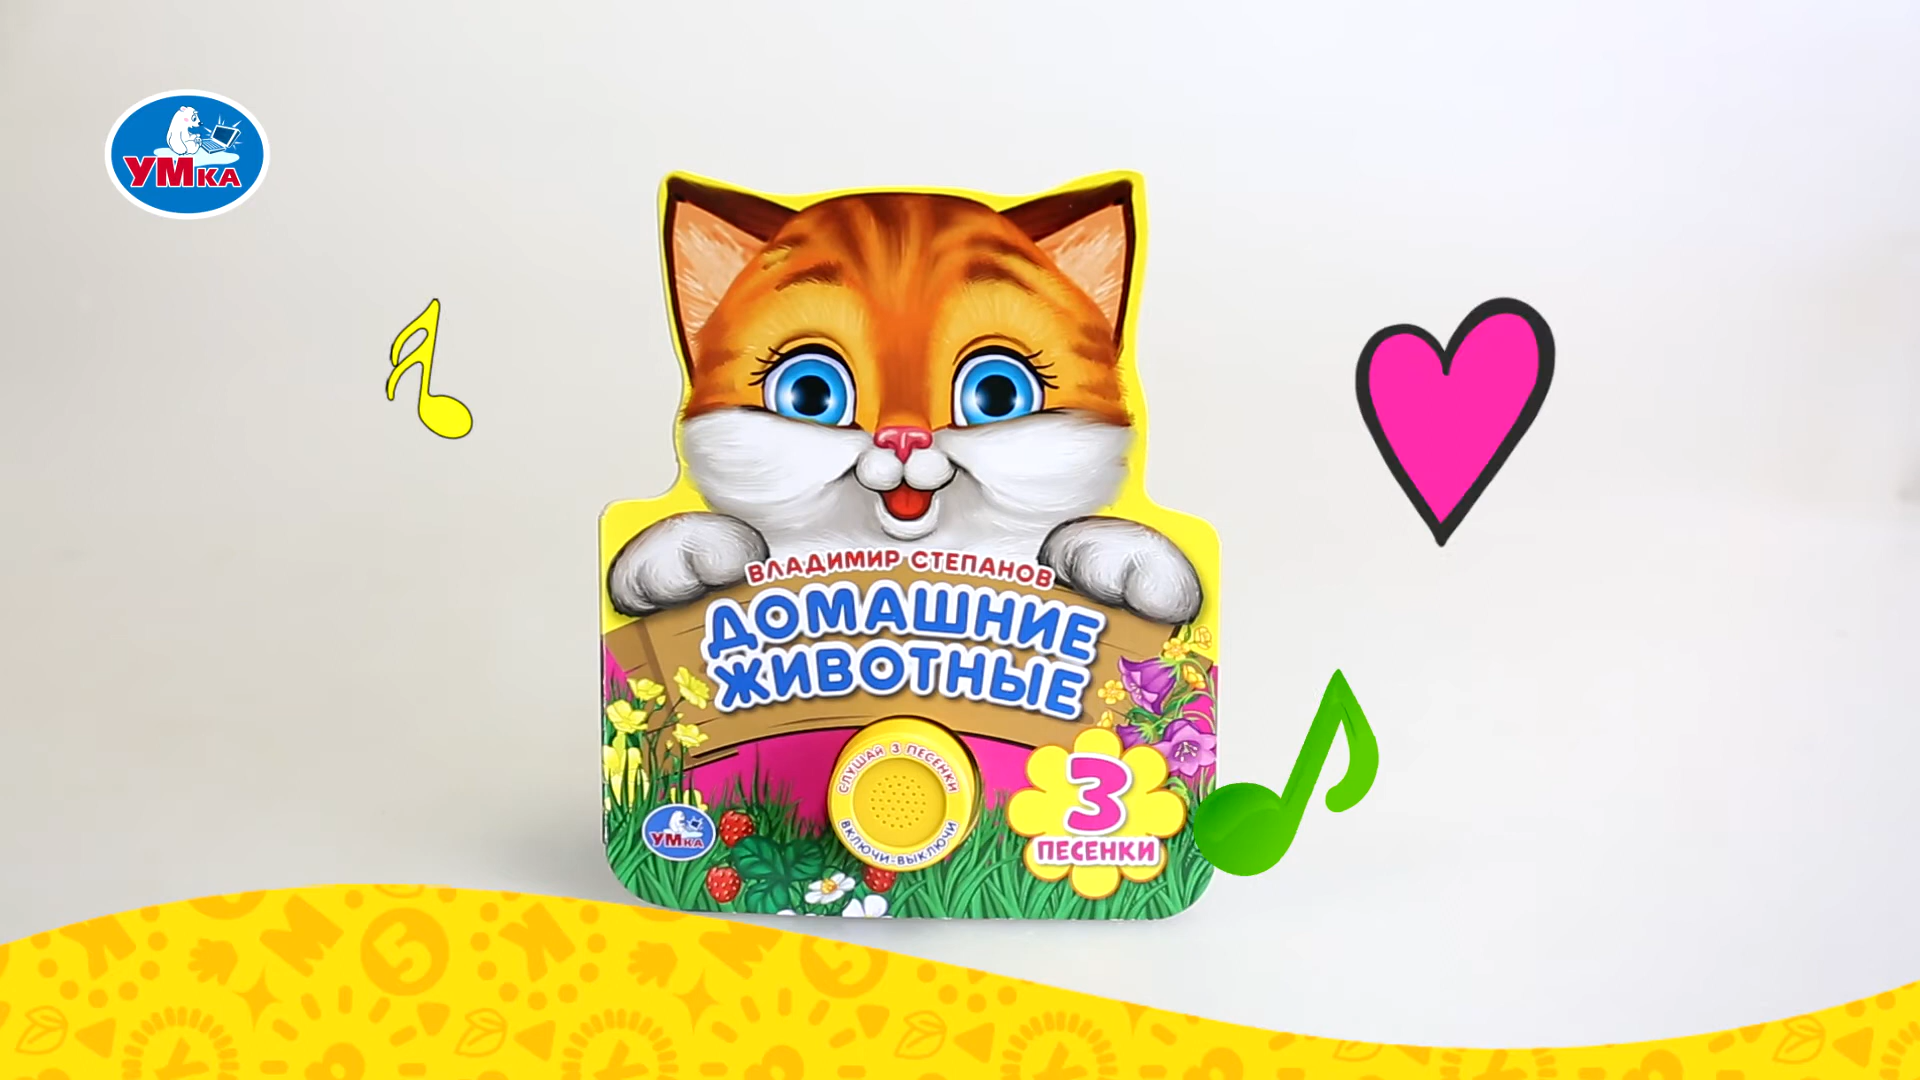 УМКА
ВЛАДИМИР СТЕПАНОВ
ДОМАШНИЕ
ЖИВОТНЫЕ
СЛУШАЙ 3 ПЕСЕНКИ
ВКЛЮЧИ-ВЫКЛЮЧИ
3
ПЕСЕНКИ
УМКА